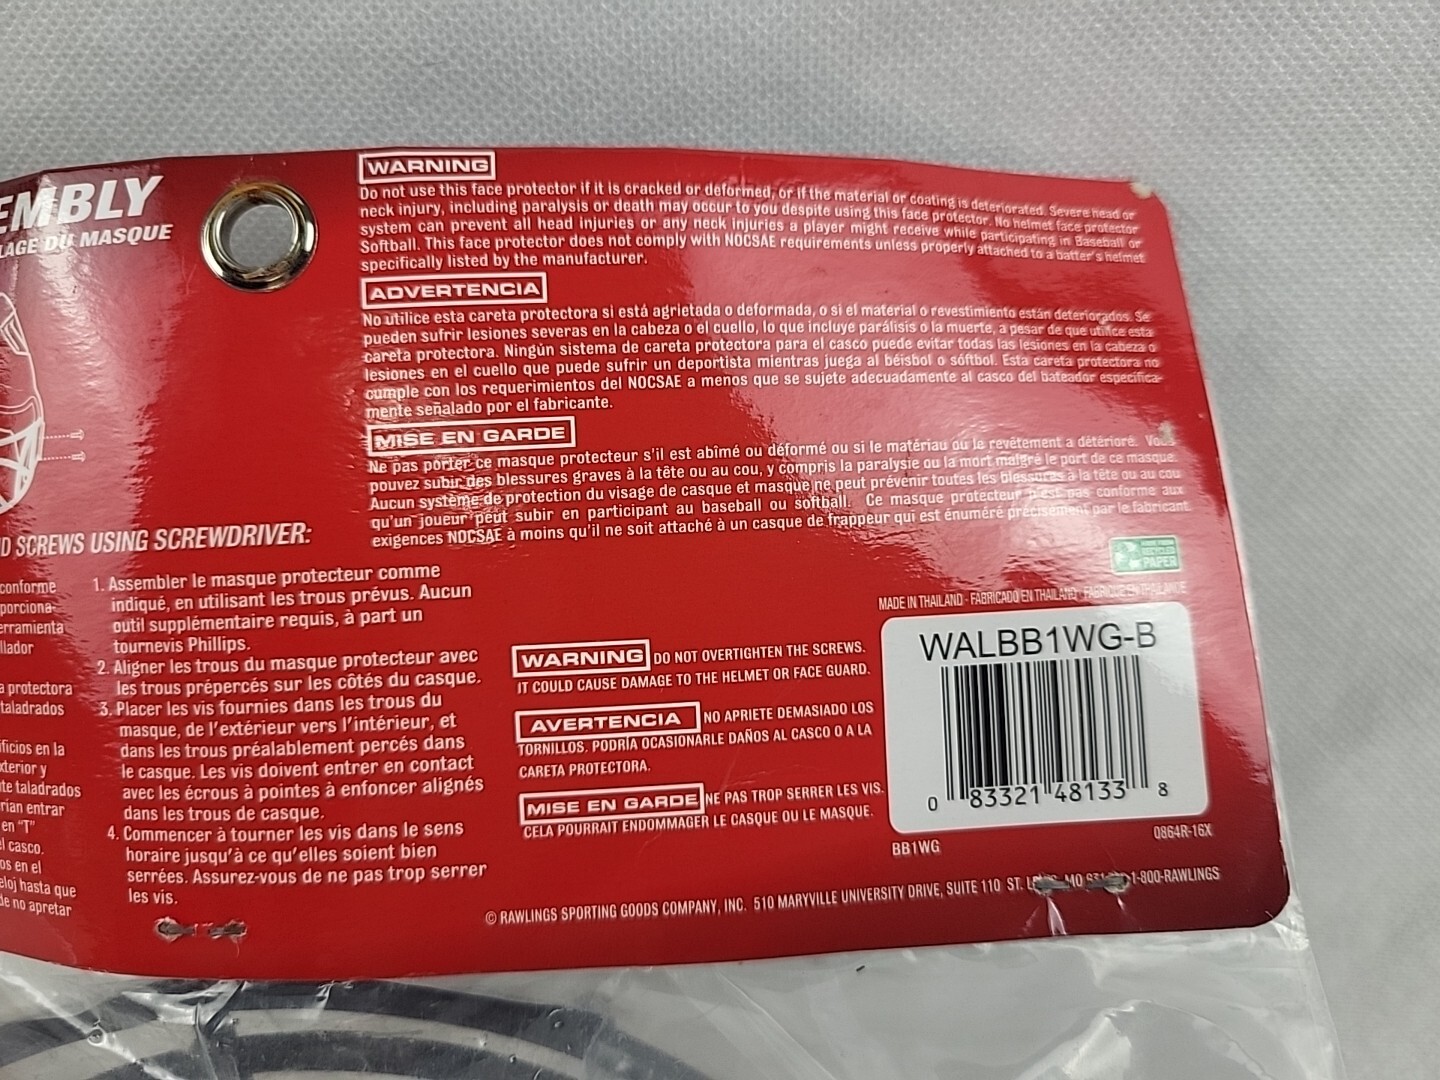 EMBLY
LAGE DU MASQUE
WARNING
Do not use this face protector if it is cracked or deformed, or if the material or coating is deteriorated. Severe head or
neck injury, including paralysis or death may occur to you despite using this face protector. No helmet face protector
system can prevent all head injuries or any neck injuries a player might receive while participating in Baseball or
Softball. This face protector does not comply with NOCSAE requirements unless properly attached to a batter's helmet
specifically listed by the manufacturer.
ADVERTENCIA
No utilice esta careta protectora si está agrietada o deformada, o si el material o revestimiento están deteriorados. Se
pueden sufrir lesiones severas en la cabeza o el cuello, lo que incluye parálisis o la muerte, a pesar de que utilice esta
careta protectora. Ningún sistema de careta protectora para el casco puede evitar todas las lesiones en la cabeza o
lesiones en el cuello que puede sufrir un deportista mientras juega al béisbol o sóftbol. Esta careta protectora no
cumple con los requerimientos del NOCSAE a menos que se sujete adecuadamente al casco del bateador específica-
mente señalado por el fabricante.
MISE EN GARDE
Ne pas porter ce masque protecteur s'il est abîmé ou déformé ou si le matériau ou le revêtement a détérioré. Vous
pouvez subir des blessures graves à la tête ou au cou, y compris la paralysie ou la mort malgré le port de ce masque.
Aucun système de protection du visage de casque et masque ne peut prévenir toutes les blessures à la tête ou au cou
qu'un joueur peut subir en participant au baseball ou softball. Ce masque protecteur n'est pas conforme aux
exigences NOCSAE à moins qu'il ne soit attaché à un casque de frappeur qui est énuméré précisément par le fabricant.
D SCREWS USING SCREWDRIVER:
conforme
porciona-
erramienta
llador
a protectora
taladrados
ificios en la
xterior y
te taladrados
rían entrar
en "T"
el casco.
os en el
eloj hasta que
de no apretar
1. Assembler le masque protecteur comme
indiqué, en utilisant les trous prévus. Aucun
outil supplémentaire requis, à part un
tournevis Phillips.
2. Aligner les trous du masque protecteur avec
les trous prépercés sur les côtés du casque.
3. Placer les vis fournies dans les trous du
masque, de l'extérieur vers l'intérieur, et
dans les trous préalablement percés dans
le casque. Les vis doivent entrer en contact
avec les écrous à pointes à enfoncer alignés
dans les trous de casque.
4. Commencer à tourner les vis dans le sens
horaire jusqu'à ce qu'elles soient bien
serrées. Assurez-vous de ne pas trop serrer
les vis.
WARNING DO NOT OVERTIGHTEN THE SCREWS.
IT COULD CAUSE DAMAGE TO THE HELMET OR FACE GUARD.
AVERTENCIA NO APRIETE DEMASIADO LOS
TORNILLOS. PODRÍA OCASIONARLE DAÑOS AL CASCO O A LA
CARETA PROTECTORA.
MISE EN GARDE NE PAS TROP SERRER LES VIS.
CELA POURRAIT ENDOMMAGER LE CASQUE OU LE MASQUE.
RECYCLED
PAPER
MADE IN THAILAND · FABRICADO EN THAILAND · FABRIQUÉ EN THAILANDE
WALBB1WG-B
0 83321 48133 8
BB1WG
0864R-16X
© RAWLINGS SPORTING GOODS COMPANY, INC. 510 MARYVILLE UNIVERSITY DRIVE, SUITE 110 ST. MO 1-800-RAWLINGS